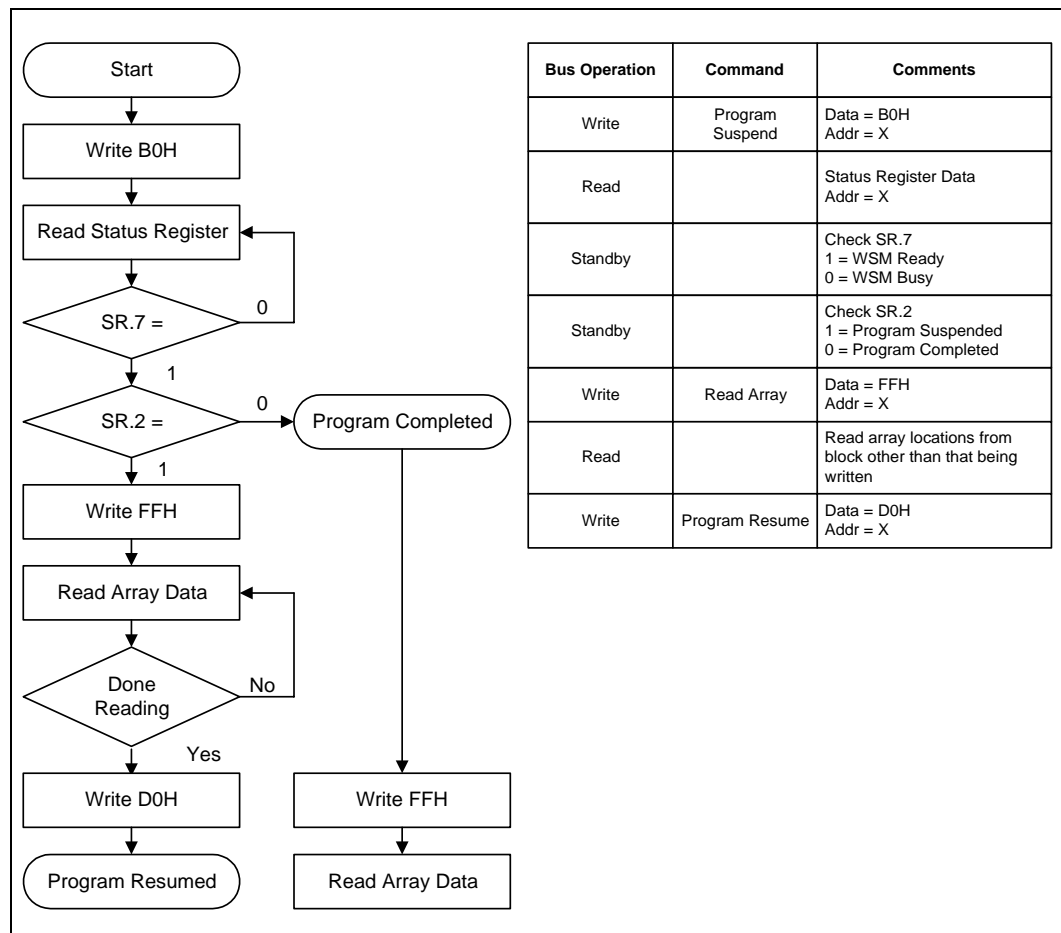 Start
Write B0H
Read Status Register
0
SR.7 =
1
0
SR.2 =
Program Completed
1
Write FFH
Read Array Data
Done
Reading
No
Yes
Write D0H
Write FFH
Program Resumed
Read Array Data
Bus Operation Command Comments
Write Program Suspend Data = B0H
Addr = X
Read Status Register Data
Addr = X
Standby Check SR.7
1 = WSM Ready
0 = WSM Busy
Standby Check SR.2
1 = Program Suspended
0 = Program Completed
Write Read Array Data = FFH
Addr = X
Read Read array locations from
block other than that being
written
Write Program Resume Data = D0H
Addr = X